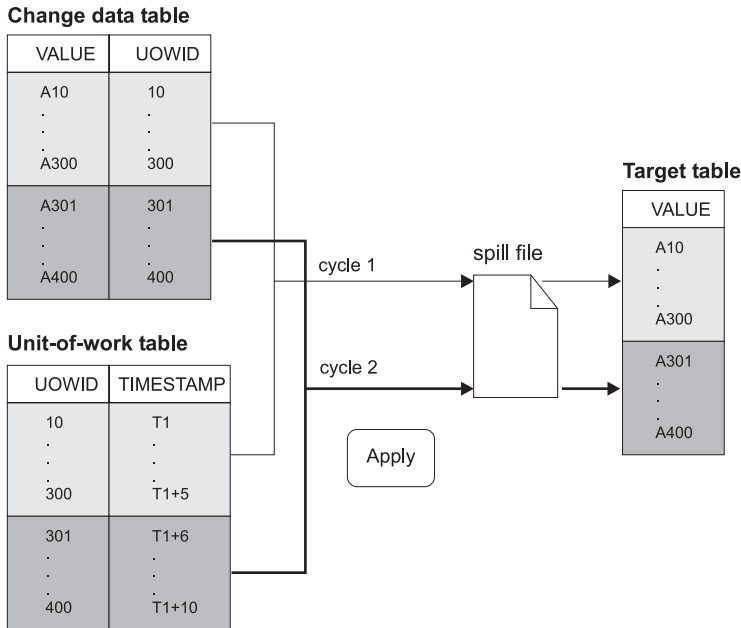 Change data table
VALUE UOWID
A10 10
. .
. .
. .
A300 300
A301 301
. .
. .
. .
A400 400
Unit-of-work table
UOWID TIMESTAMP
10 T1
. .
. .
. .
300 T1+5
301 T1+6
. .
. .
. .
400 T1+10
cycle 1
cycle 2
spill file
Apply
Target table
VALUE
A10
.
.
.
A300
A301
.
.
.
A400